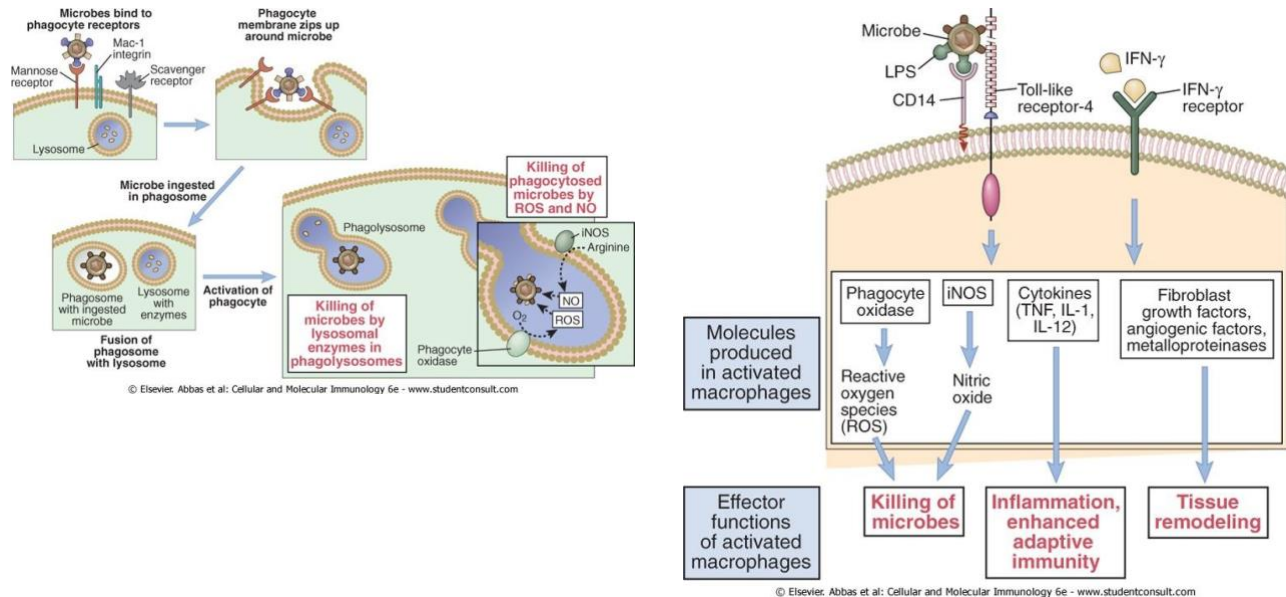 Microbes bind to
phagocyte receptors
Mac-1
integrin
Mannose
receptor
Scavenger
receptor
Lysosome
Phagocyte
membrane zips up
around microbe
Microbe ingested
in phagosome
Phagosome
with ingested
microbe
Lysosome
with
enzymes
Fusion of
phagosome
with lysosome
Activation of
phagocyte
Phagolysosome
Killing of
microbes by
lysosomal
enzymes in
phagolysosomes
Killing of
phagocytosed
microbes by
ROS and NO
iNOS
Arginine
NO
ROS
O2
Phagocyte
oxidase
© Elsevier. Abbas et al: Cellular and Molecular Immunology 6e - www.studentconsult.com
Microbe
LPS
CD14
Toll-like
receptor-4
IFN-γ
IFN-γ
receptor
Molecules
produced
in activated
macrophages
Phagocyte
oxidase
iNOS
Cytokines
(TNF, IL-1,
IL-12)
Fibroblast
growth factors,
angiogenic factors,
metalloproteinases
Reactive
oxygen
species
(ROS)
Nitric
oxide
Effector
functions
of activated
macrophages
Killing of
microbes
Inflammation,
enhanced
adaptive
immunity
Tissue
remodeling
© Elsevier. Abbas et al: Cellular and Molecular Immunology 6e - www.studentconsult.com